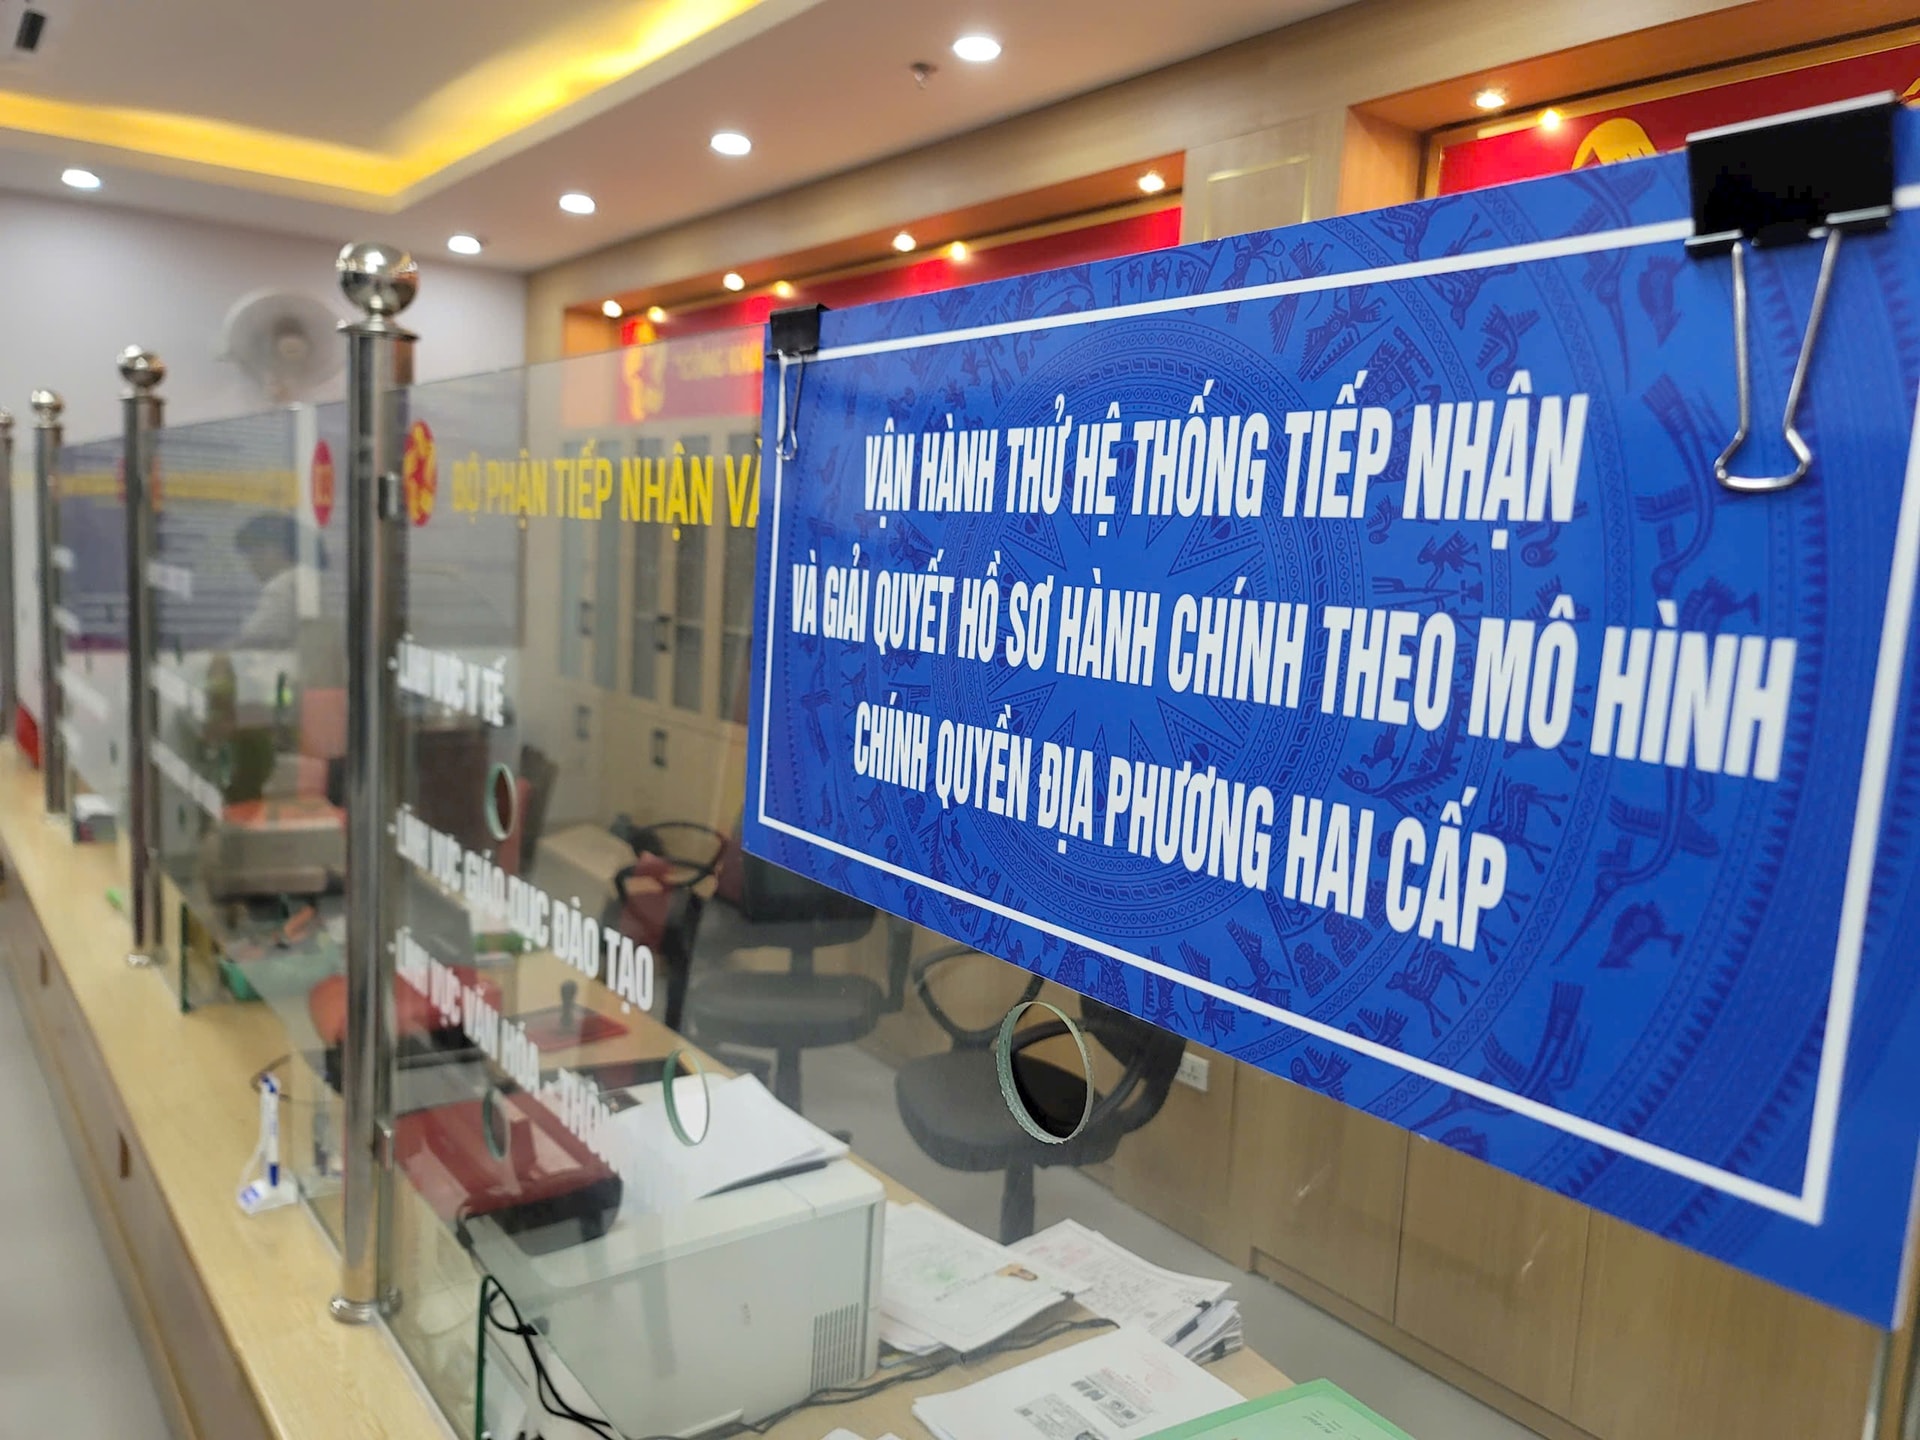 VẬN HÀNH THỬ HỆ THỐNG TIẾP NHẬN
VÀ GIẢI QUYẾT HỒ SƠ HÀNH CHÍNH THEO MÔ HÌNH
CHÍNH QUYỀN ĐỊA PHƯƠNG HAI CẤP
BỘ PHẬN TIẾP NHẬN VÀ
- LĨNH VỰC Y TẾ
- LĨNH VỰC GIÁO DỤC ĐÀO TẠO
- LĨNH VỰC VĂN HÓA - THÔN